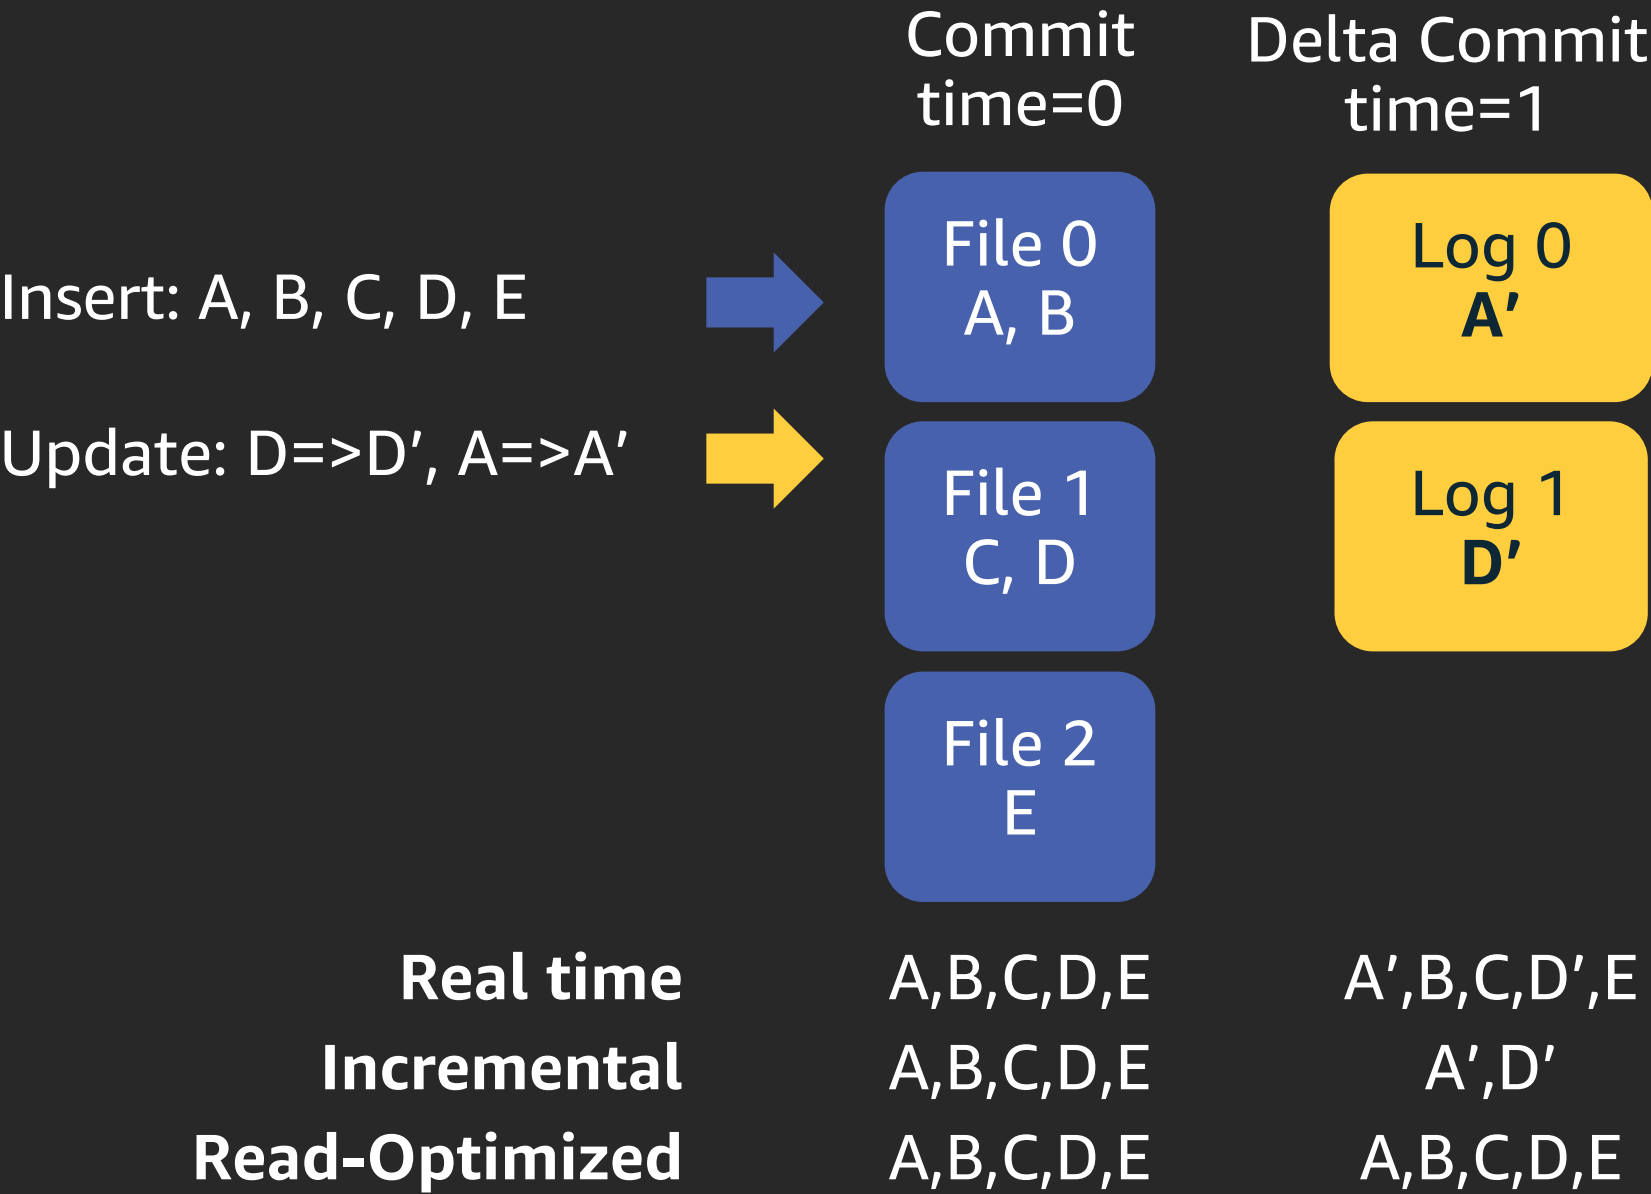 Commit
time=0
Delta Commit
time=1
Insert: A, B, C, D, E
File 0
A, B
Log 0
A′
Update: D=>D′, A=>A′
File 1
C, D
Log 1
D′
File 2
E
Real time A,B,C,D,E A′,B,C,D′,E
Incremental A,B,C,D,E A′,D′
Read-Optimized A,B,C,D,E A,B,C,D,E